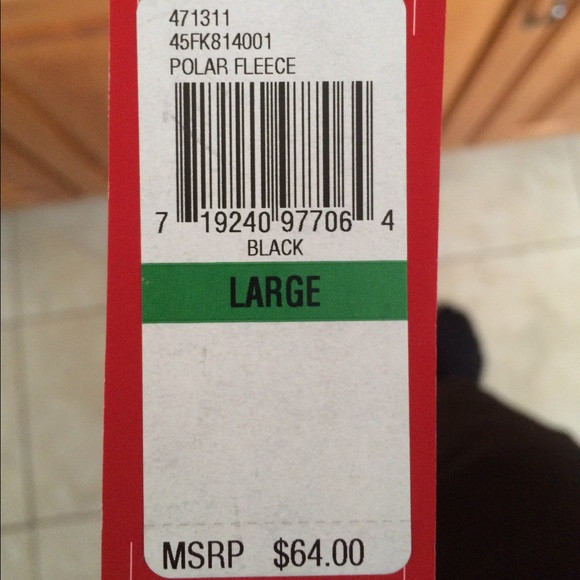 471311
45FK814001
POLAR FLEECE
7 19240 97706 4
BLACK
LARGE
MSRP $64.00